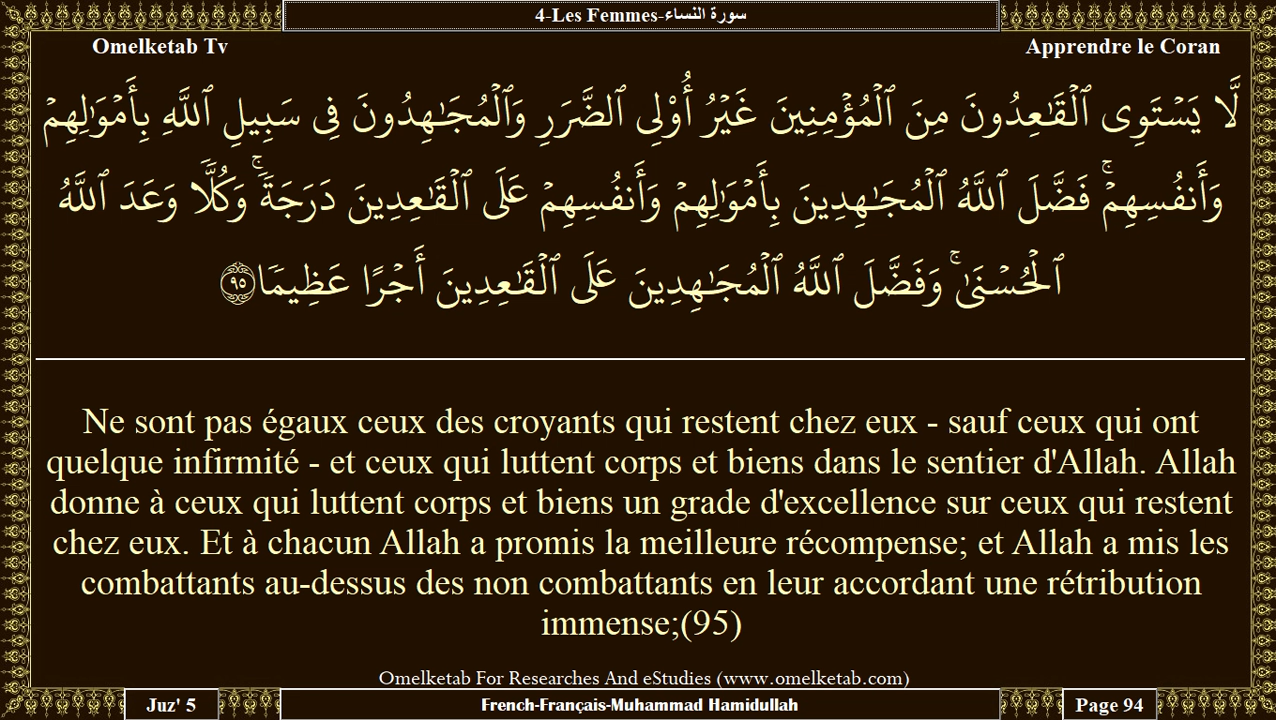 4-Les Femmes-سورة النساء
Omelketab Tv
Apprendre le Coran
لَّا يَسۡتَوِي ٱلۡقَٰعِدُونَ مِنَ ٱلۡمُؤۡمِنِينَ غَيۡرُ أُوْلِي ٱلضَّرَرِ وَٱلۡمُجَٰهِدُونَ فِي سَبِيلِ ٱللَّهِ بِأَمۡوَٰلِهِمۡ
وَأَنفُسِهِمۡۚ فَضَّلَ ٱللَّهُ ٱلۡمُجَٰهِدِينَ بِأَمۡوَٰلِهِمۡ وَأَنفُسِهِمۡ عَلَى ٱلۡقَٰعِدِينَ دَرَجَةٗۚ وَكُلّٗا وَعَدَ ٱللَّهُ
ٱلۡحُسۡنَىٰۚ وَفَضَّلَ ٱللَّهُ ٱلۡمُجَٰهِدِينَ عَلَى ٱلۡقَٰعِدِينَ أَجۡرًا عَظِيمٗا ٩٥
Ne sont pas égaux ceux des croyants qui restent chez eux - sauf ceux qui ont
quelque infirmité - et ceux qui luttent corps et biens dans le sentier d'Allah. Allah
donne à ceux qui luttent corps et biens un grade d'excellence sur ceux qui restent
chez eux. Et à chacun Allah a promis la meilleure récompense; et Allah a mis les
combattants au-dessus des non combattants en leur accordant une rétribution
immense;(95)
Omelketab For Researches And eStudies (www.omelketab.com)
Juz' 5
French-Français-Muhammad Hamidullah
Page 94